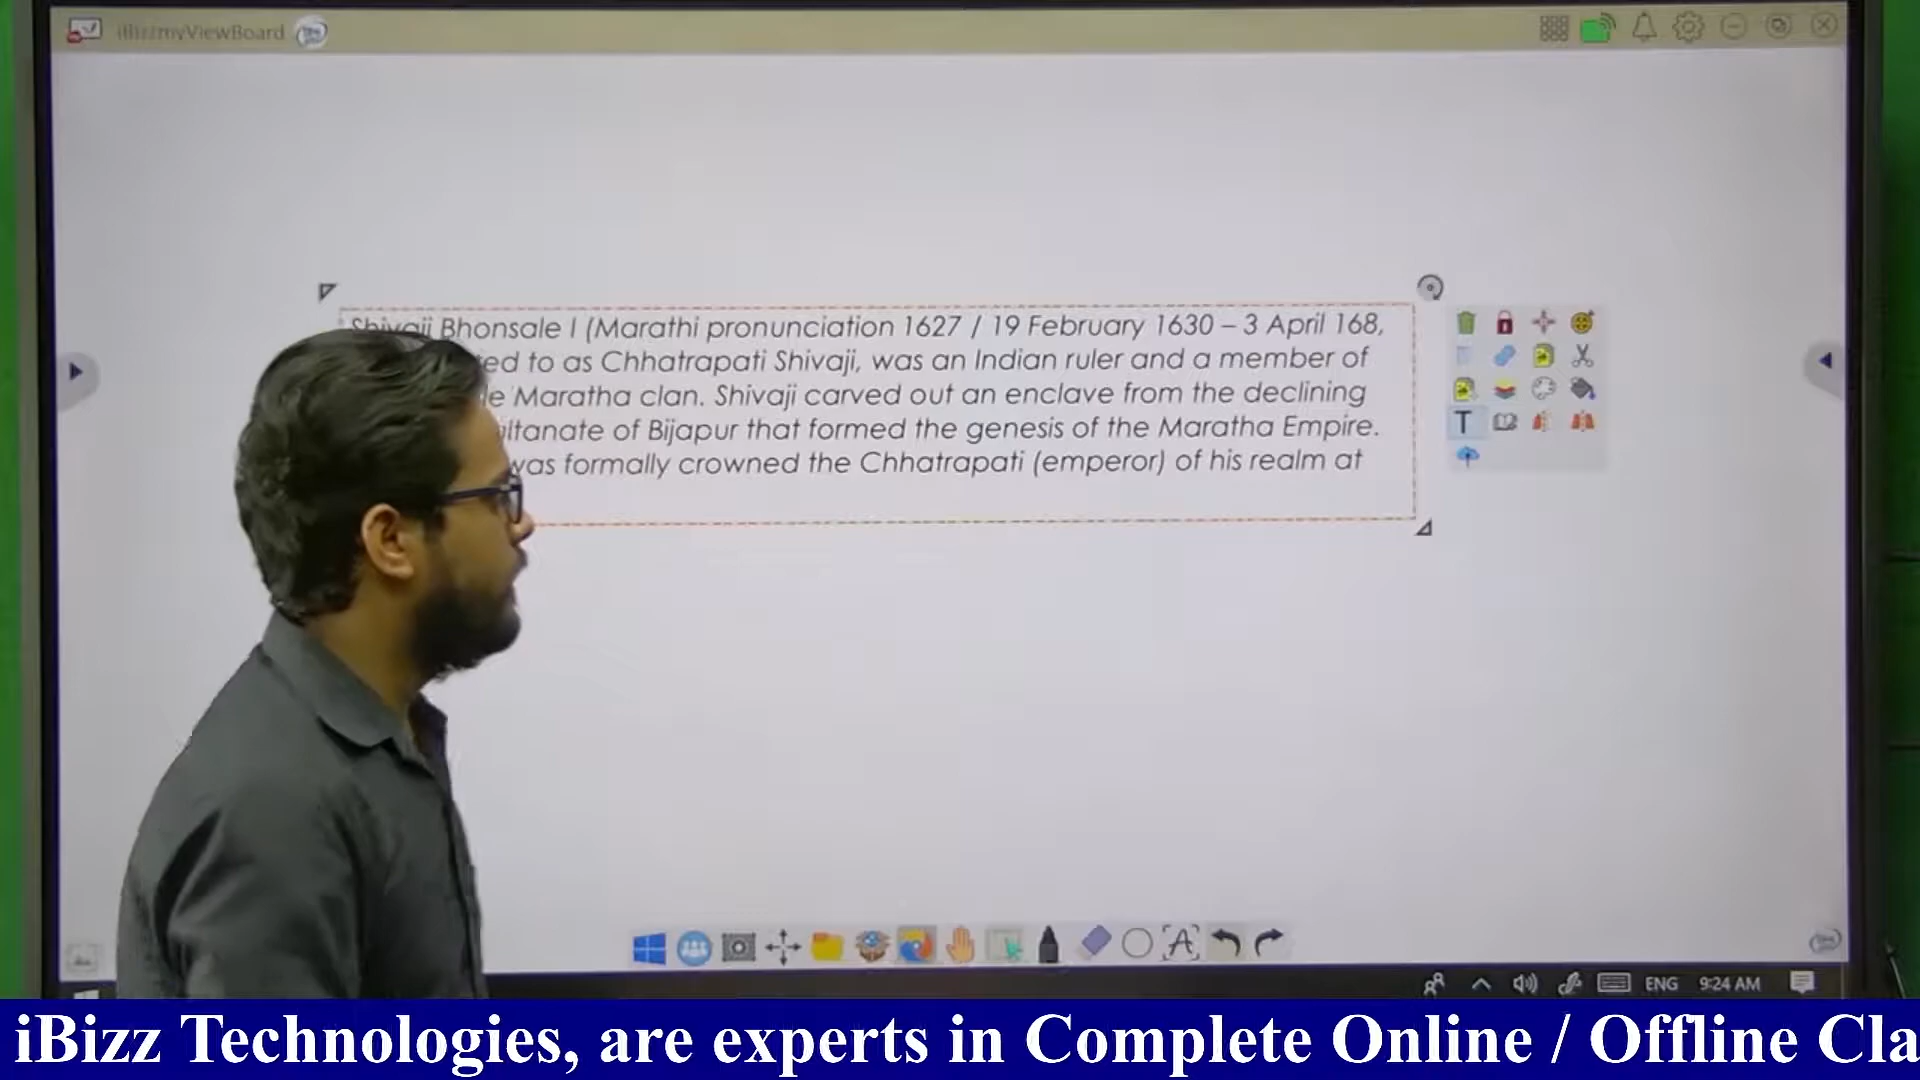 iBizzmyViewBoard
Shivaji Bhonsale I (Marathi pronunciation 1627 / 19 February 1630 – 3 April 168,
ed to as Chhatrapati Shivaji, was an Indian ruler and a member of
le Maratha clan. Shivaji carved out an enclave from the declining
ltanate of Bijapur that formed the genesis of the Maratha Empire.
was formally crowned the Chhatrapati (emperor) of his realm at
ENG 9:24 AM
iBizz Technologies, are experts in Complete Online / Offline Cla